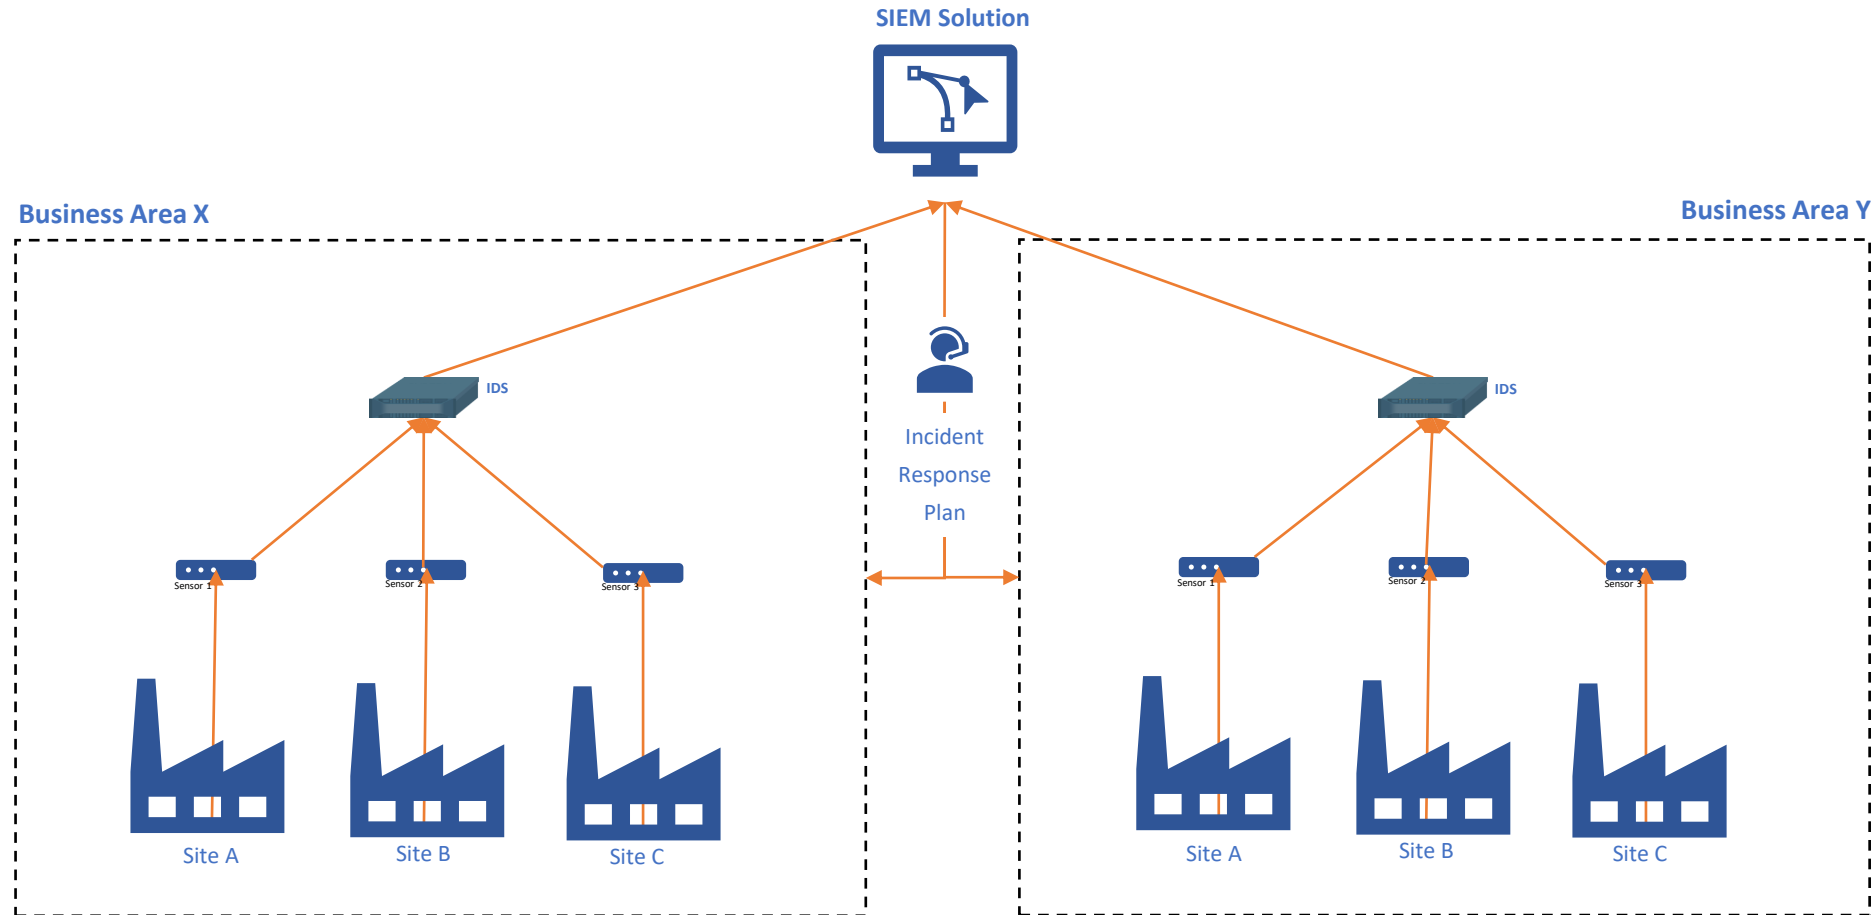 SIEM Solution
Business Area X
Business Area Y
IDS
IDS
Incident
Response
Plan
Sensor 1
Sensor 2
Sensor 3
Sensor 1
Sensor 2
Sensor 3
Site A
Site B
Site C
Site A
Site B
Site C